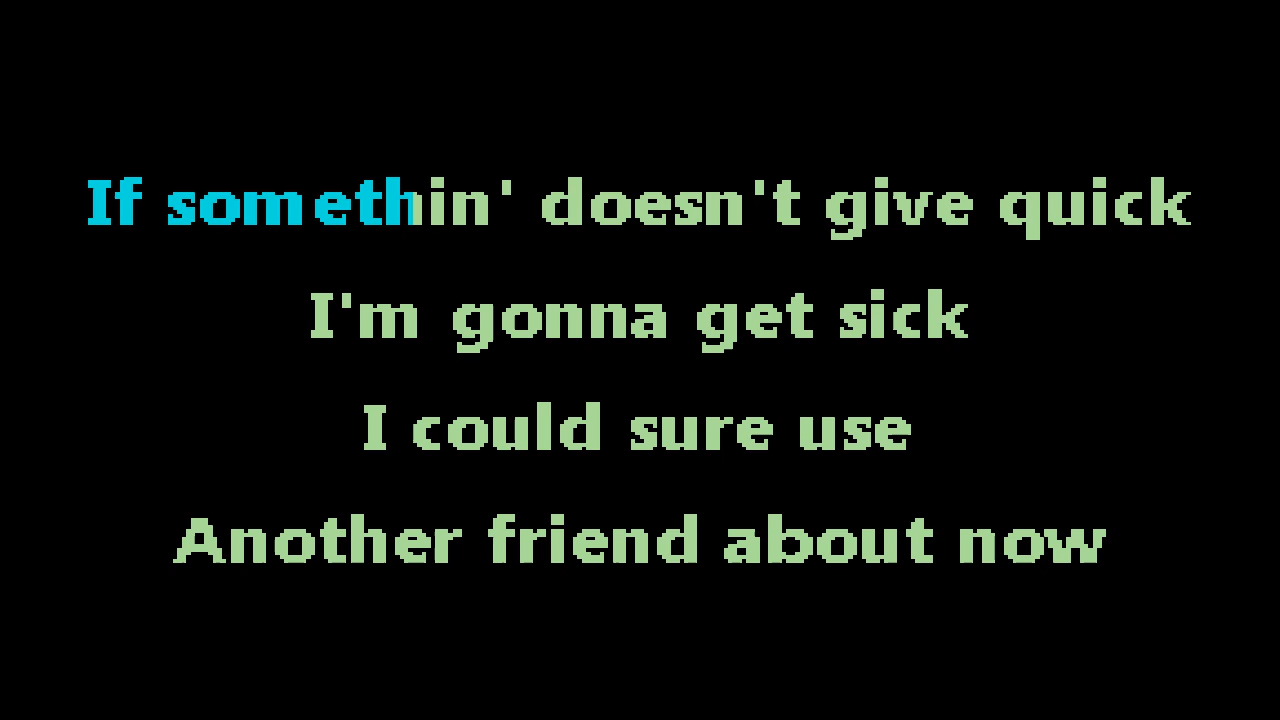 If somethin' doesn't give quick
I'm gonna get sick
I could sure use
Another friend about now